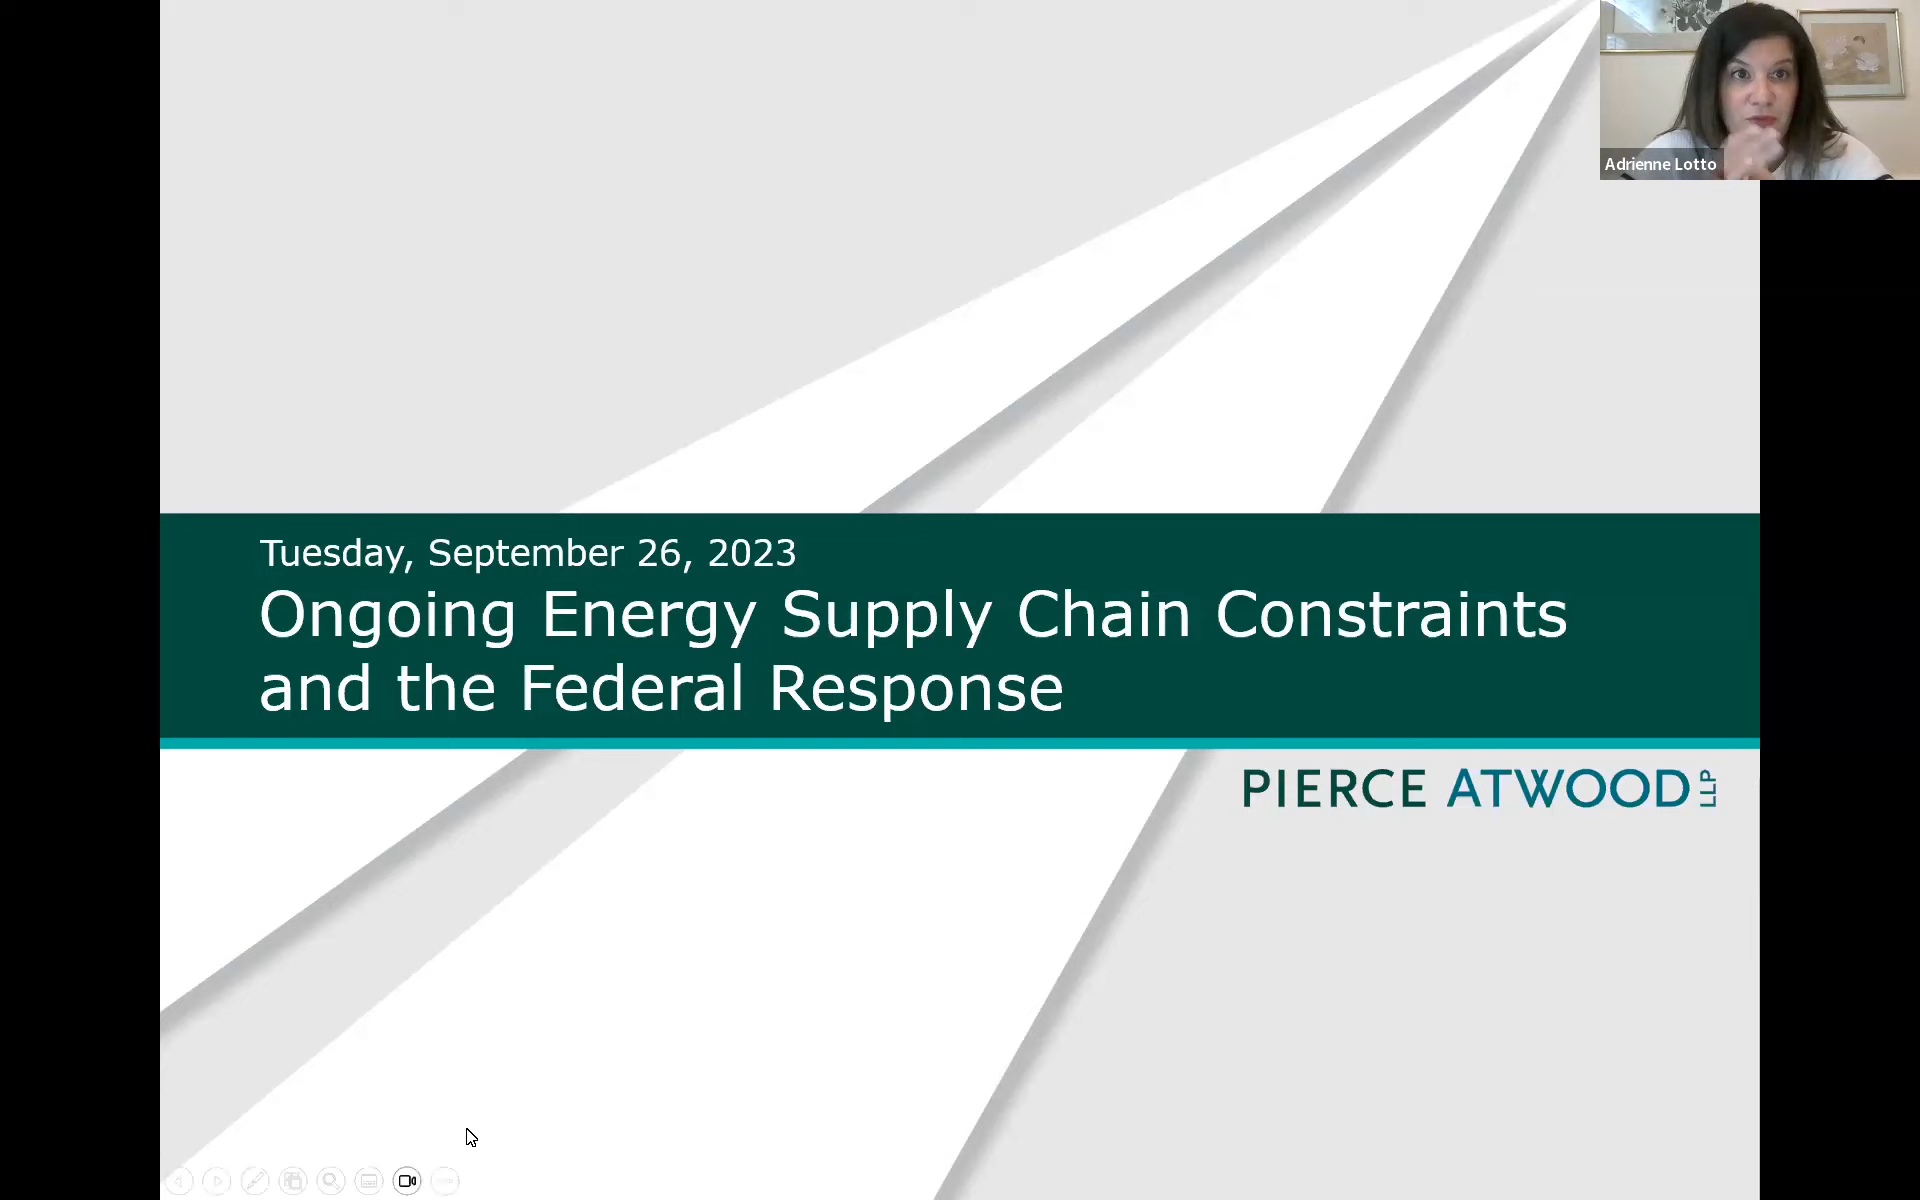 Adrienne Lotto
Tuesday, September 26, 2023
Ongoing Energy Supply Chain Constraints
and the Federal Response
PIERCE ATWOOD LLP